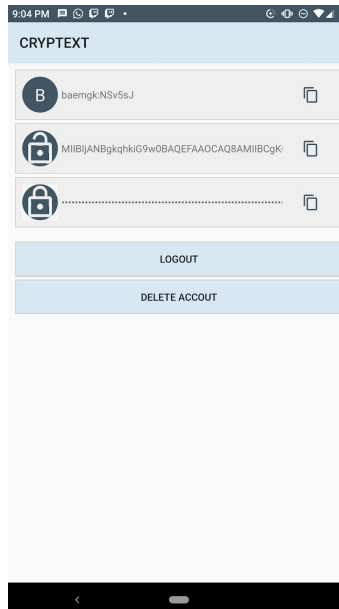 9:04 PM
CRYPTEXT
B
baemgk:NSv5sJ
MIIBIjANBgkqhkiG9w0BAQEFAAOCAQ8AMIIBCgK
LOGOUT
DELETE ACCOUT